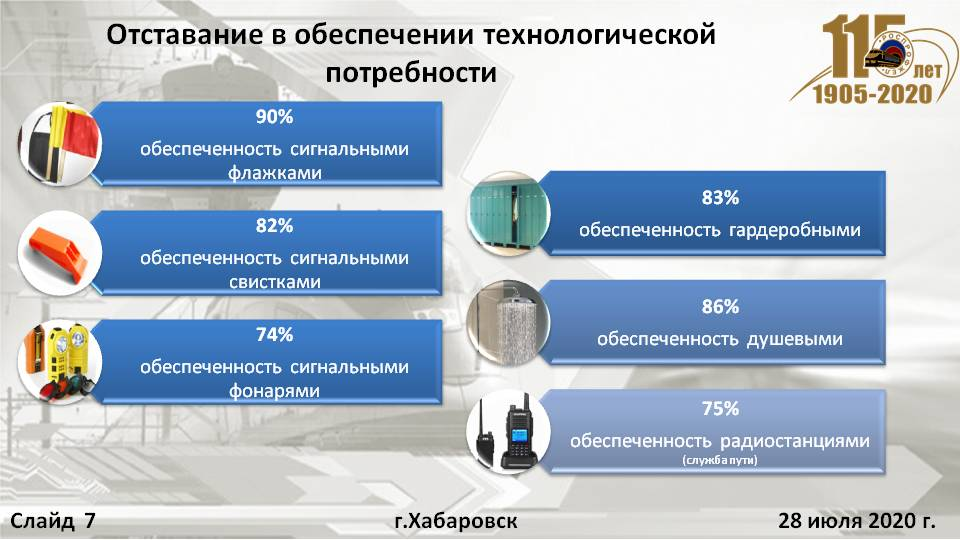 Отставание в обеспечении технологической
потребности
115
РОСПРОФЖЕЛ
лет
1905-2020
90%
обеспеченность сигнальными
флажками
82%
обеспеченность сигнальными
свистками
74%
обеспеченность сигнальными
фонарями
83%
обеспеченность гардеробными
86%
обеспеченность душевыми
75%
обеспеченность радиостанциями
(служба пути)
Слайд 7
г.Хабаровск
28 июля 2020 г.